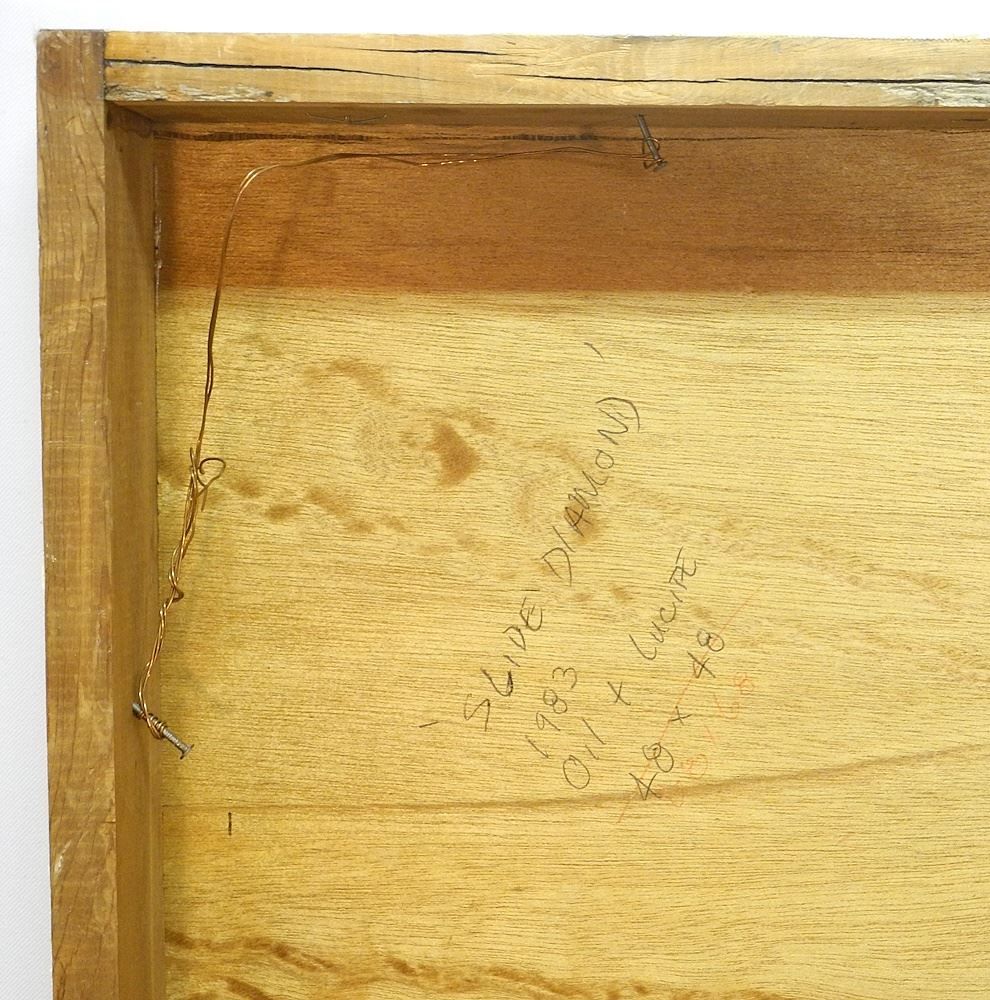 'SLIDE DIAMOND'
1983
Oil + LUCITE
48 x 48